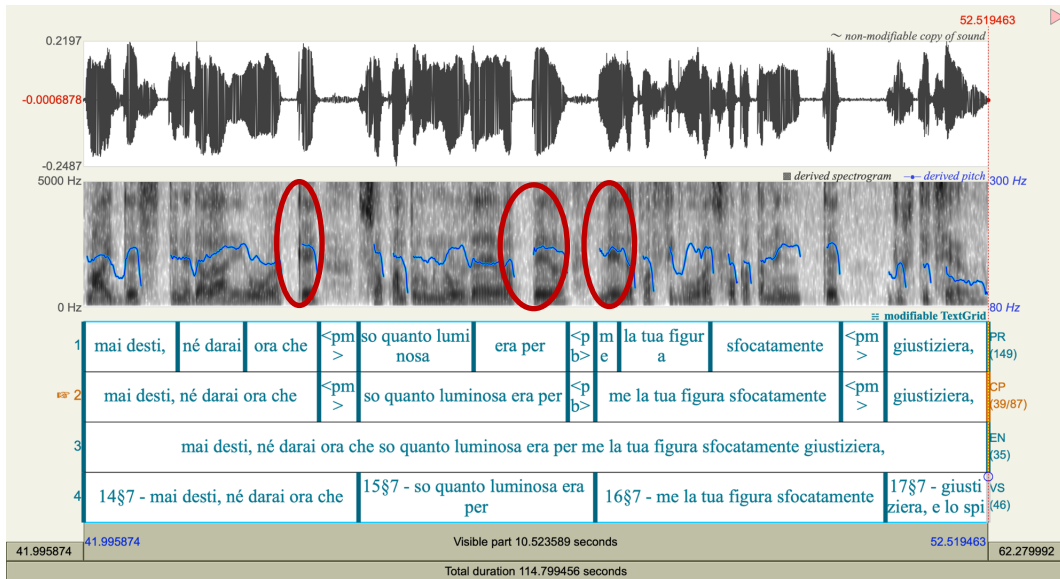 52.519463
0.2197
~ non-modifiable copy of sound
-0.0006878
-0.2487
5000 Hz
derived spectrogram
derived pitch
300 Hz
0 Hz
80 Hz
modifiable TextGrid
1
mai desti,
né darai
ora che
<pm
>
so quanto lumi
nosa
era per
<p
b>
m
e
la tua figur
a
sfocatamente
<pm
>
giustiziera,
PR
(149)
2
mai desti, né darai ora che
<pm
>
so quanto luminosa era per
<p
b>
me la tua figura sfocatamente
<pm
>
giustiziera,
CP
(39/87)
3
mai desti, né darai ora che so quanto luminosa era per me la tua figura sfocatamente giustiziera,
EN
(35)
4
14§7 - mai desti, né darai ora che
15§7 - so quanto luminosa era
per
16§7 - me la tua figura sfocatamente
17§7 - giusti
ziera, e lo spi
VS
(46)
41.995874
41.995874
Visible part 10.523589 seconds
52.519463
62.279992
Total duration 114.799456 seconds